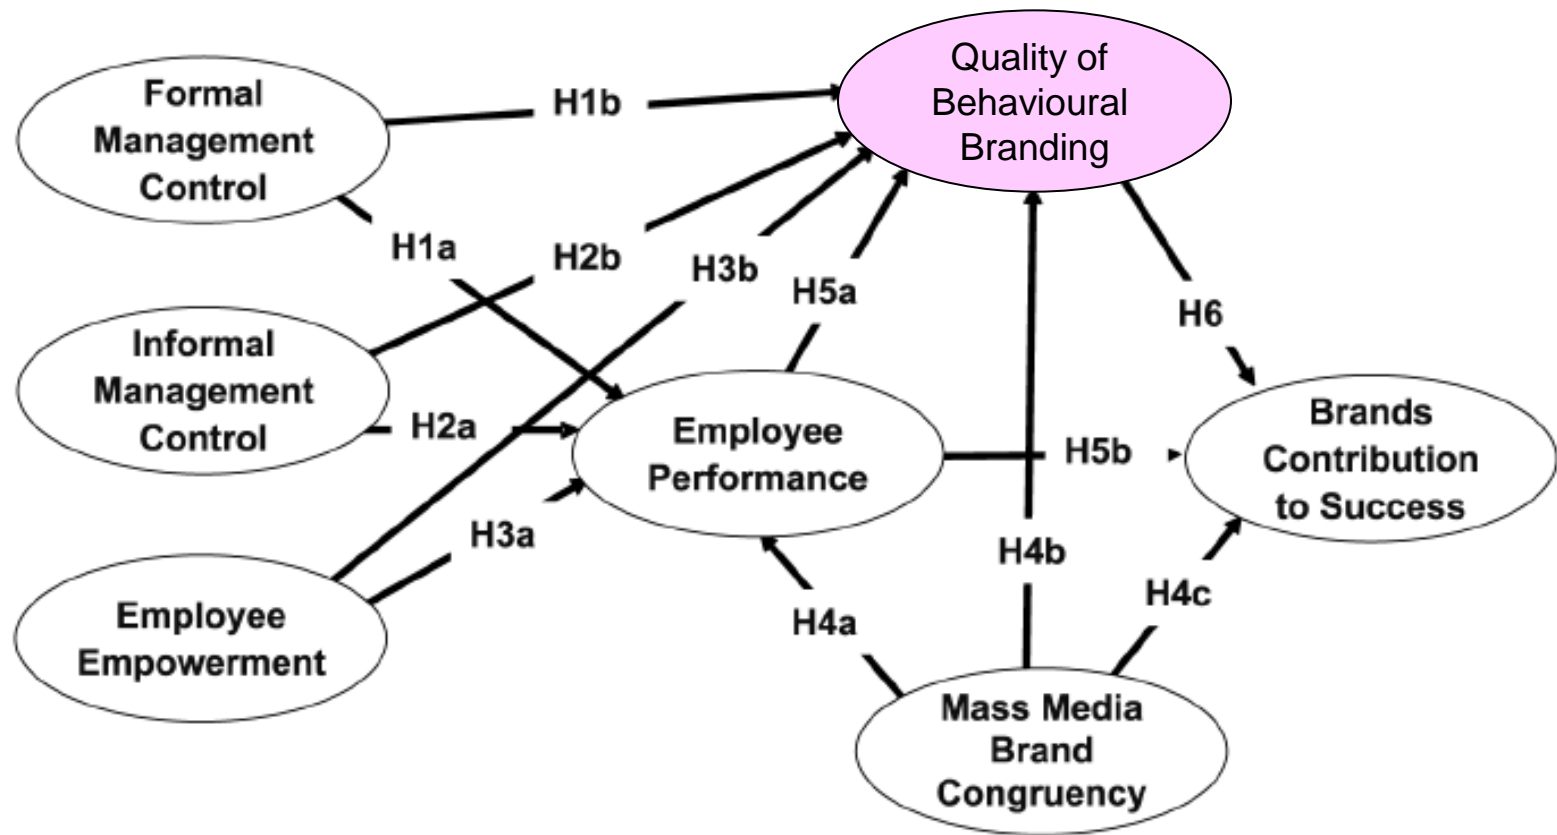 Quality of
Behavioural
Branding
Formal
Management
Control
H1b
H1a
H2b
H3b
H5a
H6
Informal
Management
Control
H2a
Employee
Performance
H5b
Brands
Contribution
to Success
H3a
H4b
H4c
H4a
Employee
Empowerment
Mass Media
Brand
Congruency